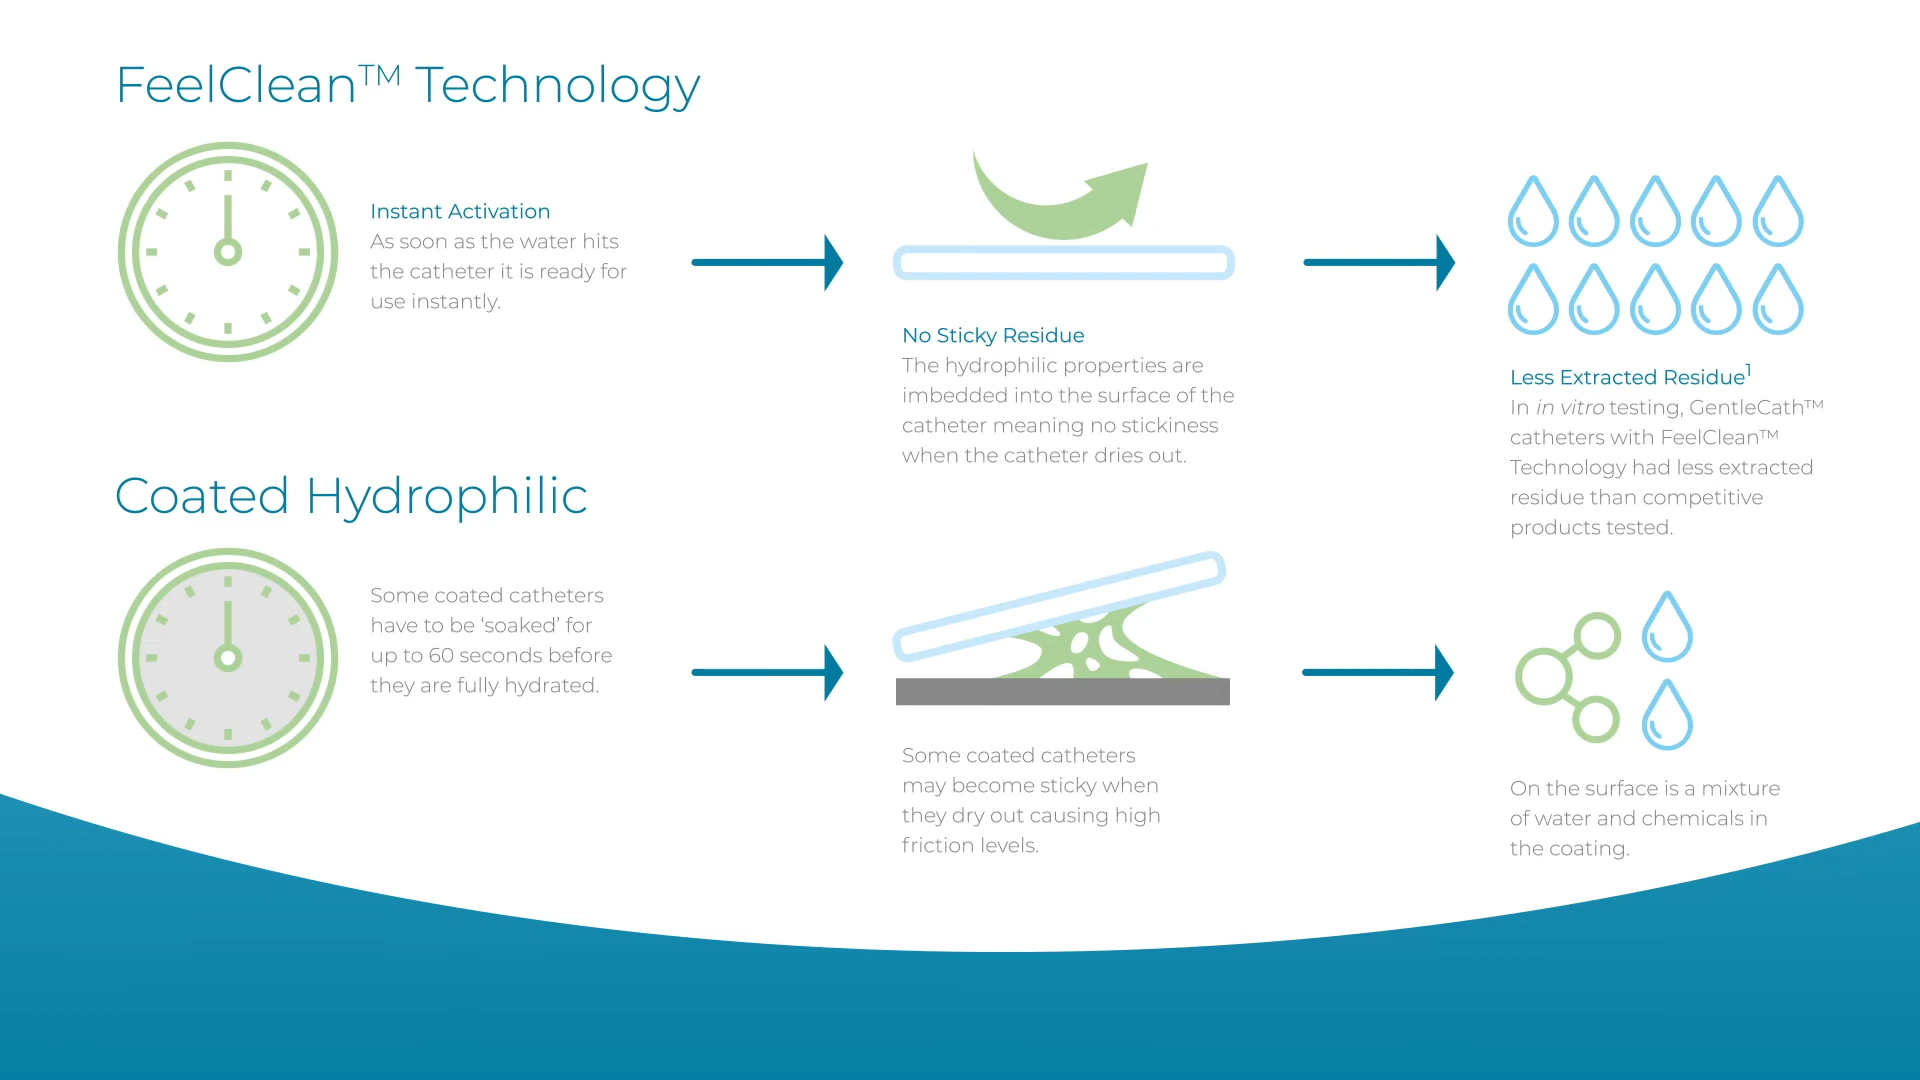 FeelClean™ Technology
Instant Activation
As soon as the water hits
the catheter it is ready for
use instantly.
No Sticky Residue
The hydrophilic properties are
imbedded into the surface of the
catheter meaning no stickiness
when the catheter dries out.
Less Extracted Residue¹
In in vitro testing, GentleCath™
catheters with FeelClean™
Technology had less extracted
residue than competitive
products tested.
Coated Hydrophilic
Some coated catheters
have to be ‘soaked’ for
up to 60 seconds before
they are fully hydrated.
Some coated catheters
may become sticky when
they dry out causing high
friction levels.
On the surface is a mixture
of water and chemicals in
the coating.